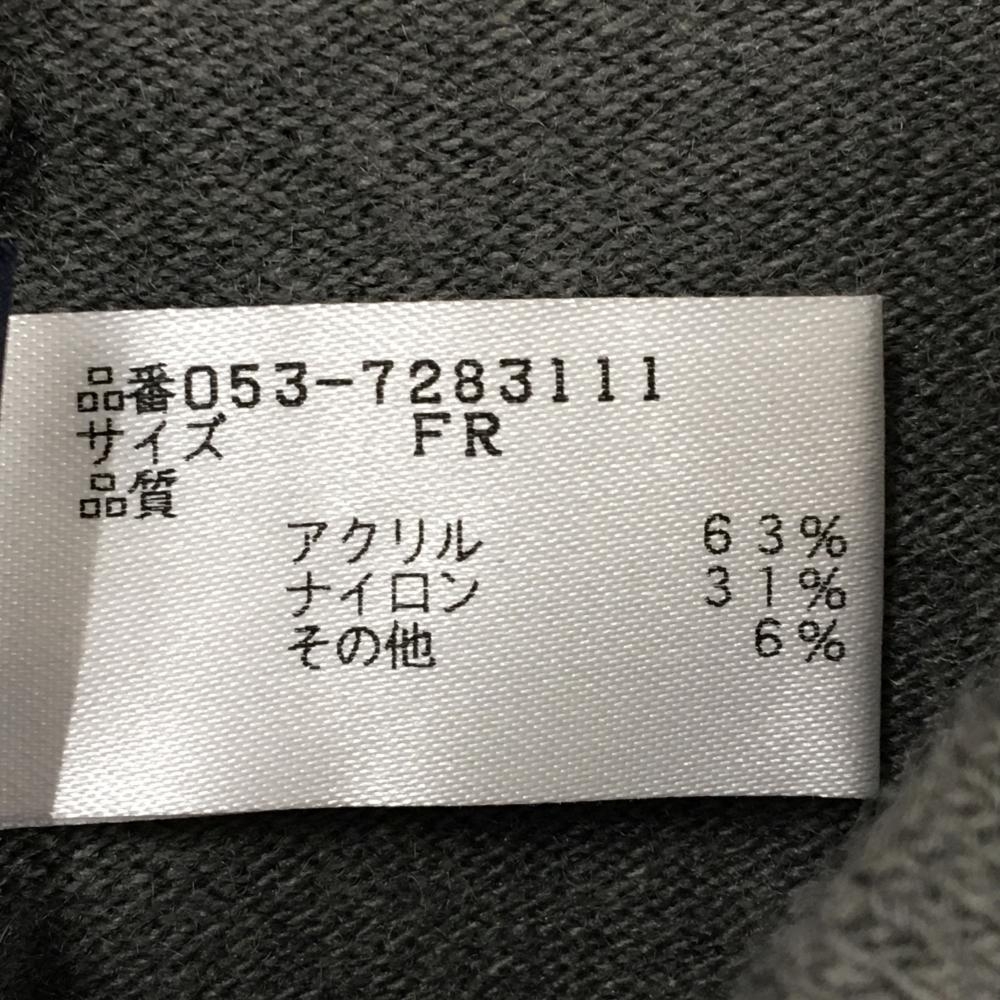 品番053-7283111
サイズ FR
品質
アクリル 63%
ナイロン 31%
その他 6%